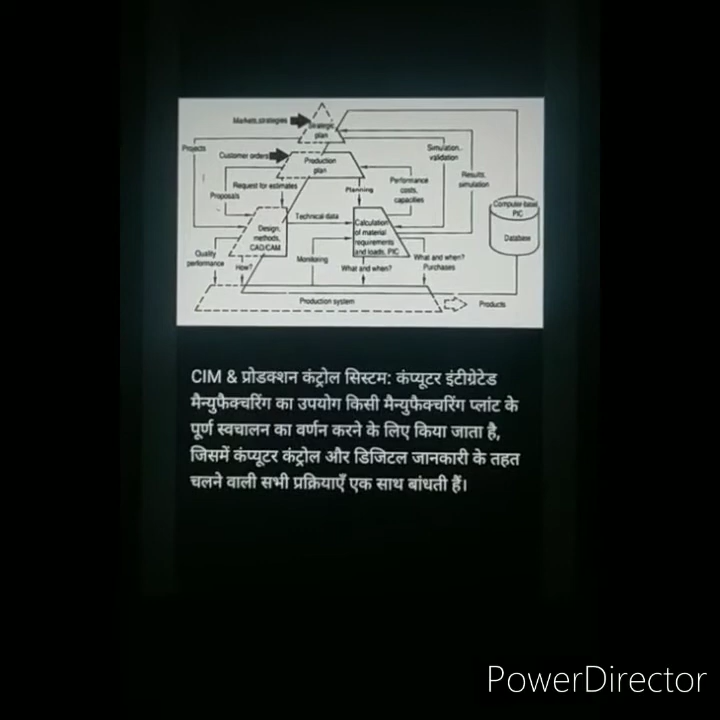 Markets, strategies
Strategic
plan
Projects
Customer orders
Production
plan
Simulation,
validation
Request for estimates
Planning
Performance
costs,
capacities
Results,
simulation
Proposals
Technical data
Computer-based
PIC
Database
Design,
methods,
CAD/CAM
Calculation
of material
requirements
and loads, PIC
Quality
performance
How?
Monitoring
What and when?
What and when?
Purchases
Production system
Products
CIM & प्रोडक्शन कंट्रोल सिस्टम: कंप्यूटर इंटीग्रेटेड
मैन्युफैक्चरिंग का उपयोग किसी मैन्युफैक्चरिंग प्लांट के
पूर्ण स्वचालन का वर्णन करने के लिए किया जाता है,
जिसमें कंप्यूटर कंट्रोल और डिजिटल जानकारी के तहत
चलने वाली सभी प्रक्रियाएँ एक साथ बांधती हैं।
PowerDirector